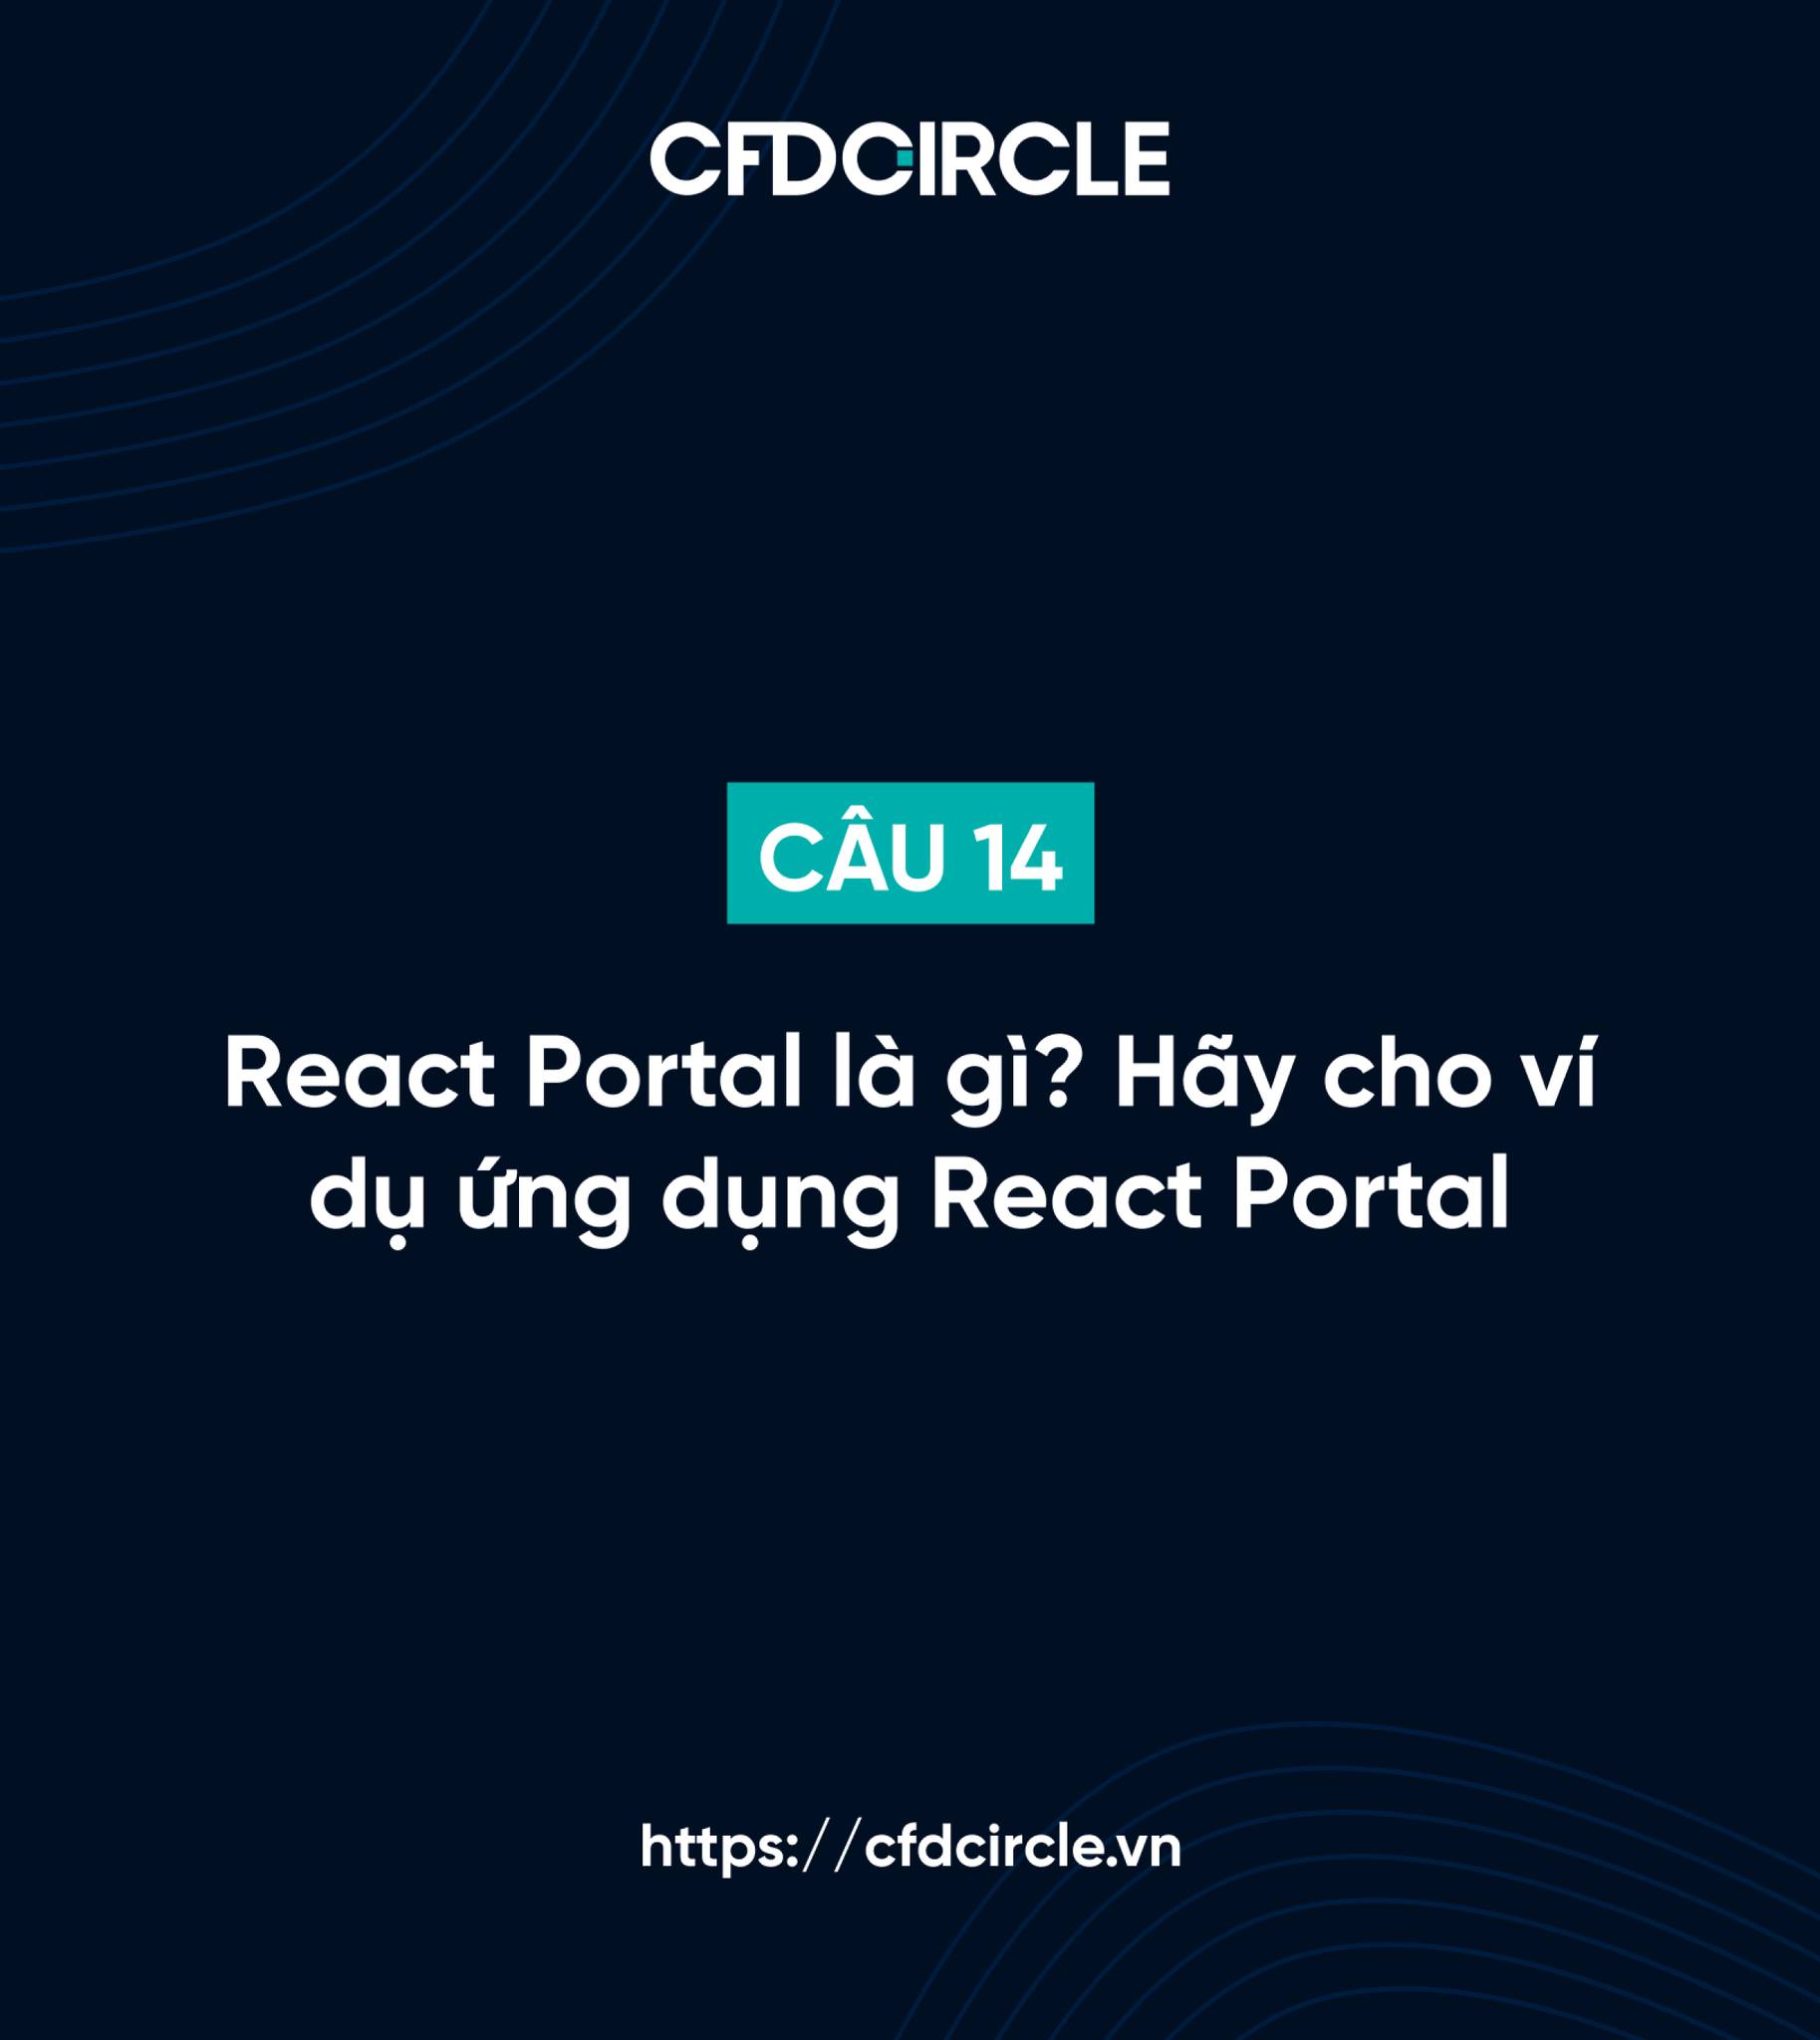 CFDCIRCLE
CÂU 14
React Portal là gì? Hãy cho ví
dụ ứng dụng React Portal
https://cfdcircle.vn